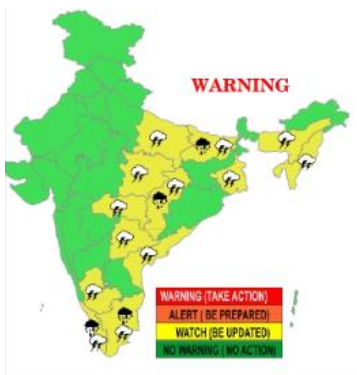 WARNING
WARNING (TAKE ACTION)
ALERT ( BE PREPARED)
WATCH (BE UPDATED)
NO WARNING ( NO ACTION)